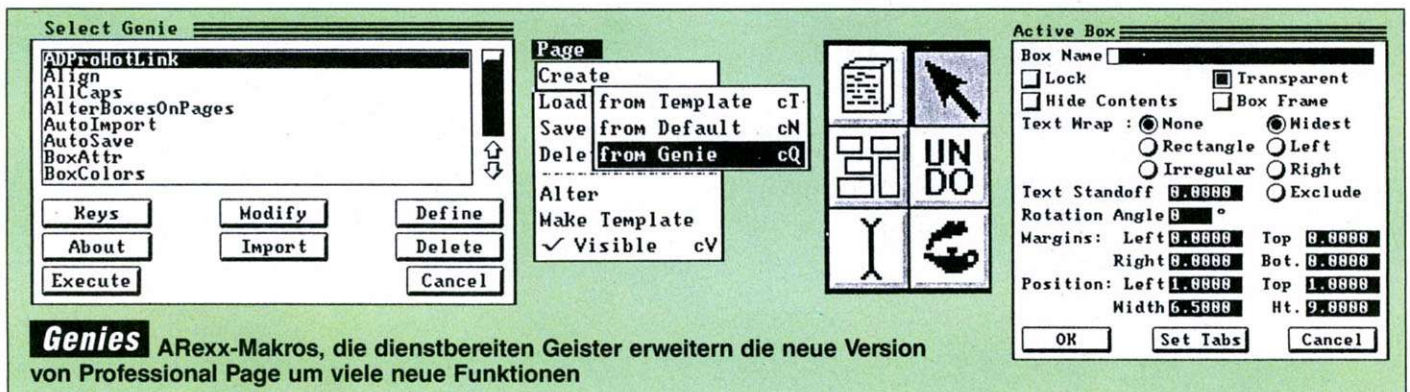 Select Genie
ADProHotLink
Align
AllCaps
AlterBoxesOnPages
AutoImport
AutoSave
BoxAttr
BoxColors
Keys Modify Define
About Import Delete
Execute Cancel
Page
Create
Load
Save
Dele
from Template cT
from Default cN
from Genie cQ
Alter
Make Template
✓ Visible cV
UN
DO
Active Box
Box Name
Lock Transparent
Hide Contents Box Frame
Text Wrap : None Widest
Rectangle Left
Irregular Right
Text Standoff 0.0000 Exclude
Rotation Angle 0 °
Margins: Left 0.0000 Top 0.0000
Right 0.0000 Bot. 0.0000
Position: Left 1.0000 Top 1.0000
Width 6.5000 Ht. 9.0000
OK Set Tabs Cancel
Genies ARexx-Makros, die dienstbereiten Geister erweitern die neue Version
von Professional Page um viele neue Funktionen